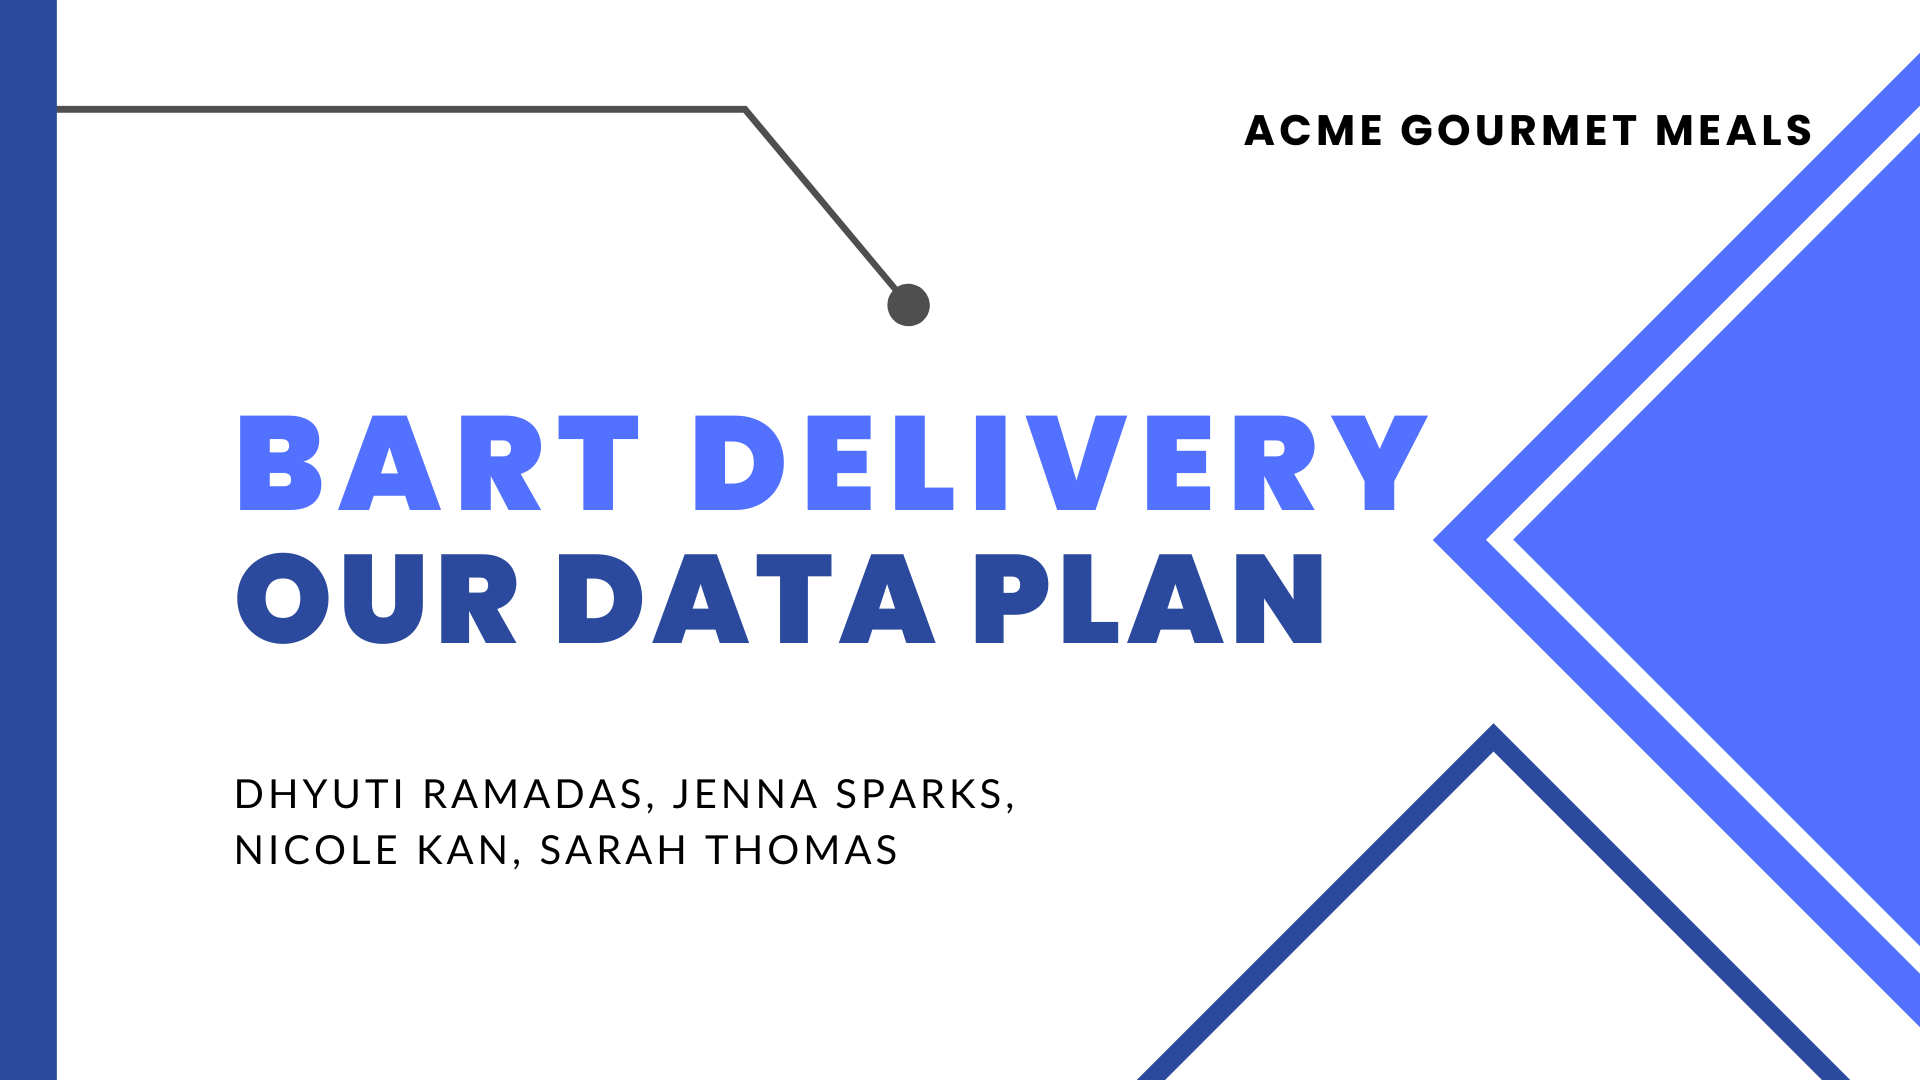 ACME GOURMET MEALS
BART DELIVERY
OUR DATA PLAN
DHYUTI RAMADAS, JENNA SPARKS,
NICOLE KAN, SARAH THOMAS